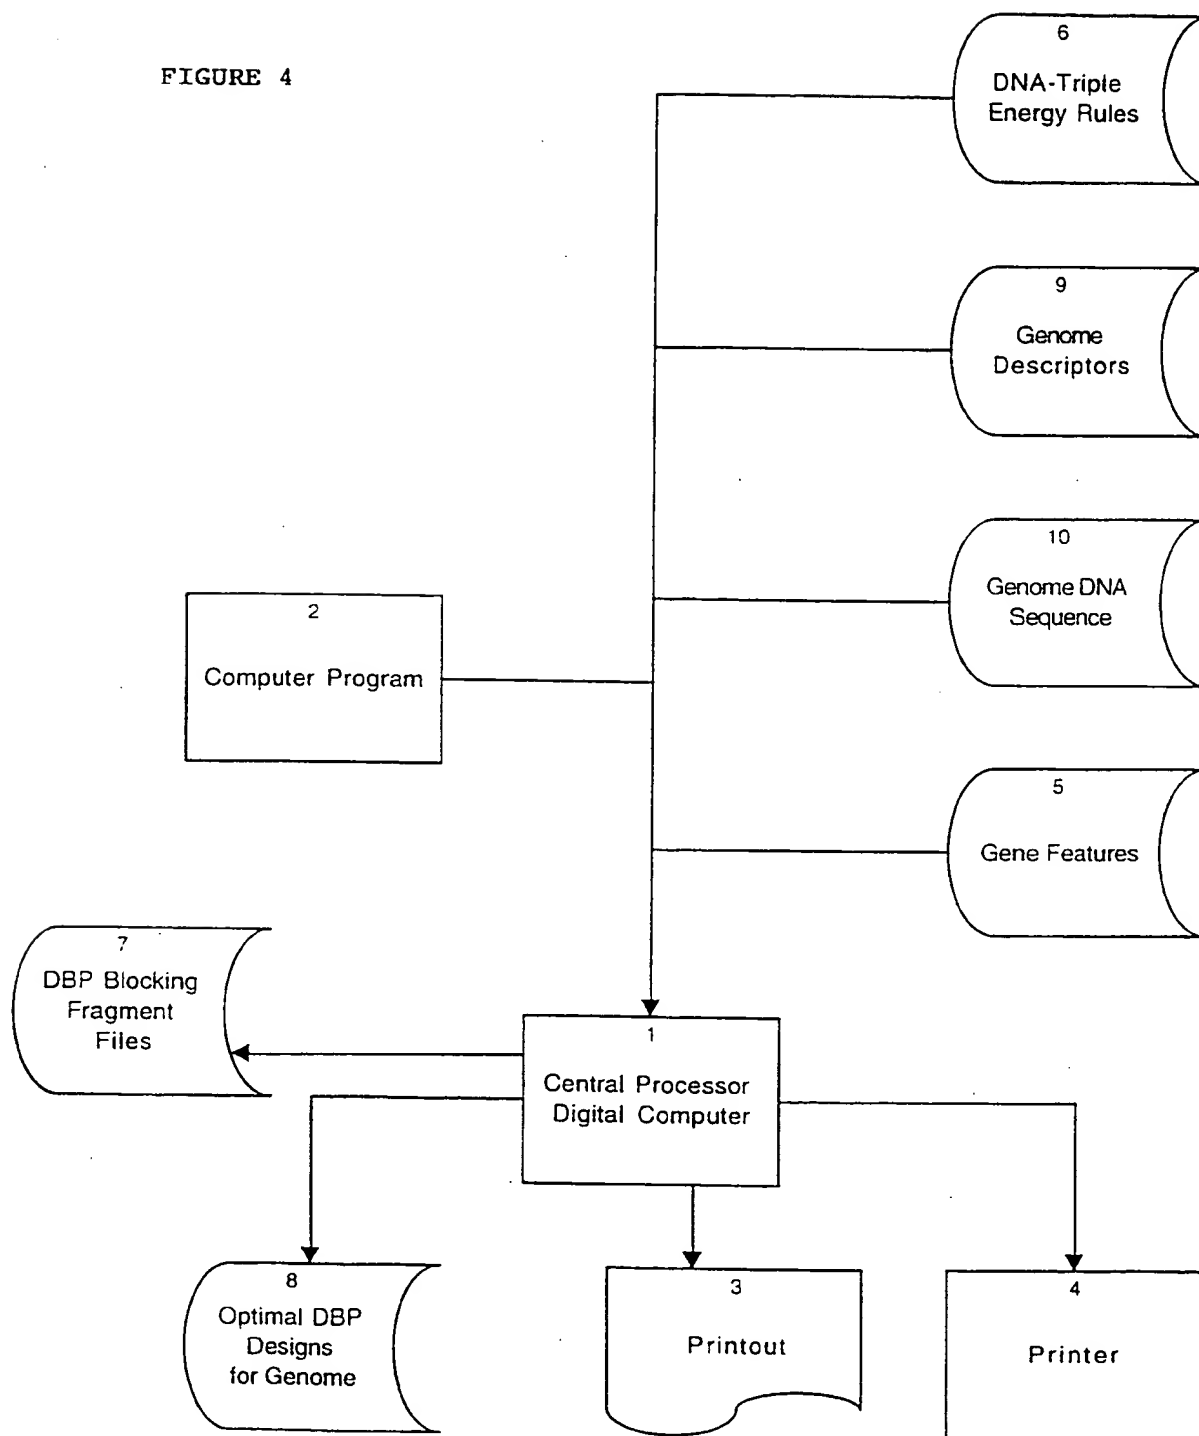 FIGURE 4
6
DNA-Triple
Energy Rules
9
Genome
Descriptors
10
Genome DNA
Sequence
2
Computer Program
5
Gene Features
7
DBP Blocking
Fragment
Files
1
Central Processor
Digital Computer
8
Optimal DBP
Designs
for Genome
3
Printout
4
Printer